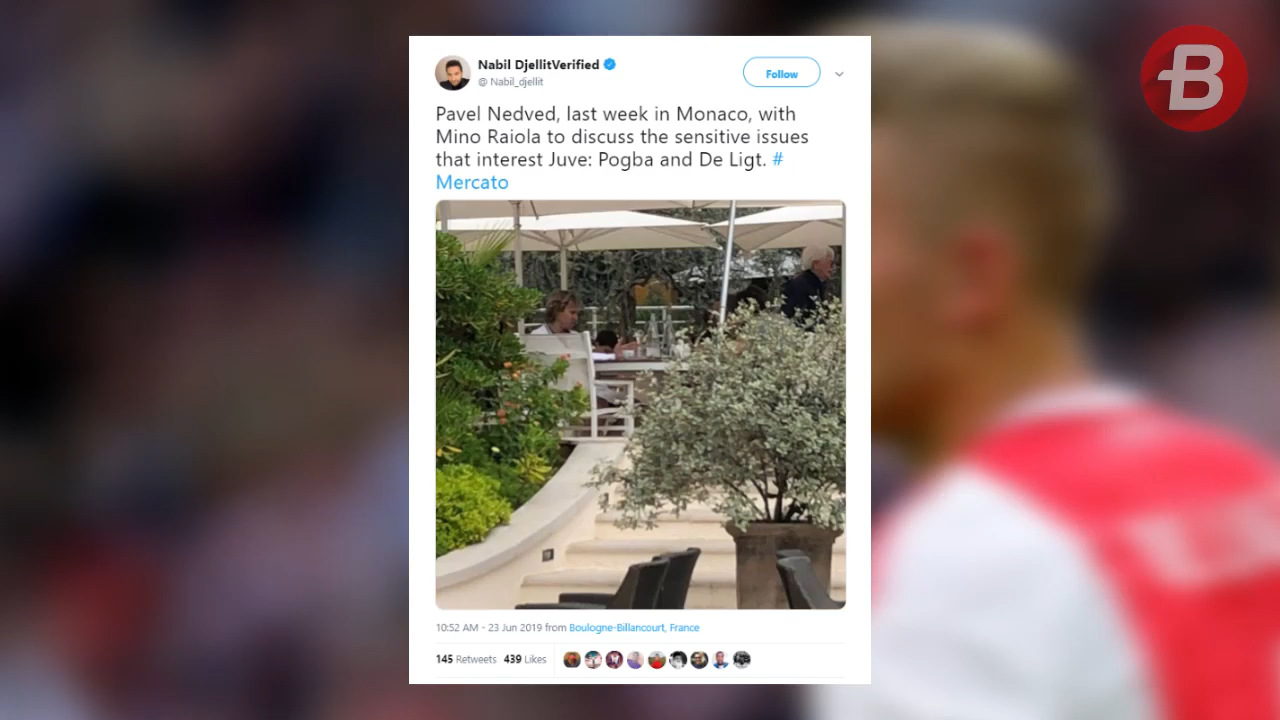 Nabil DjellitVerified
@ Nabil_djellit
Follow
Pavel Nedved, last week in Monaco, with
Mino Raiola to discuss the sensitive issues
that interest Juve: Pogba and De Ligt. #
Mercato
10:52 AM - 23 Jun 2019 from Boulogne-Billancourt, France
145 Retweets 439 Likes
B